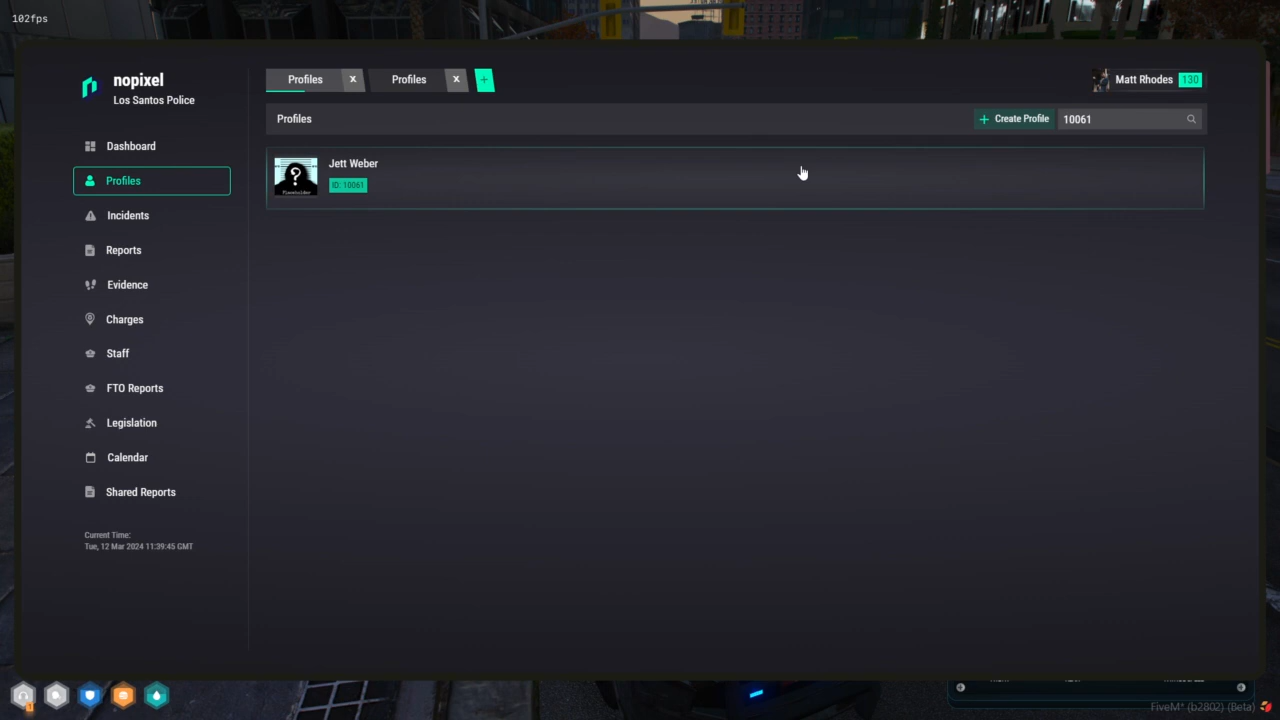 102fps
nopixel
Los Santos Police
Profiles x
Profiles x
+
Matt Rhodes 130
Profiles
+ Create Profile
10061
Jett Weber
ID: 10061
?
Placeholder
Dashboard
Profiles
Incidents
Reports
Evidence
Charges
Staff
FTO Reports
Legislation
Calendar
Shared Reports
Current Time:
Tue, 12 Mar 2024 11:39:45 GMT
FiveM* (b2802) (Beta)